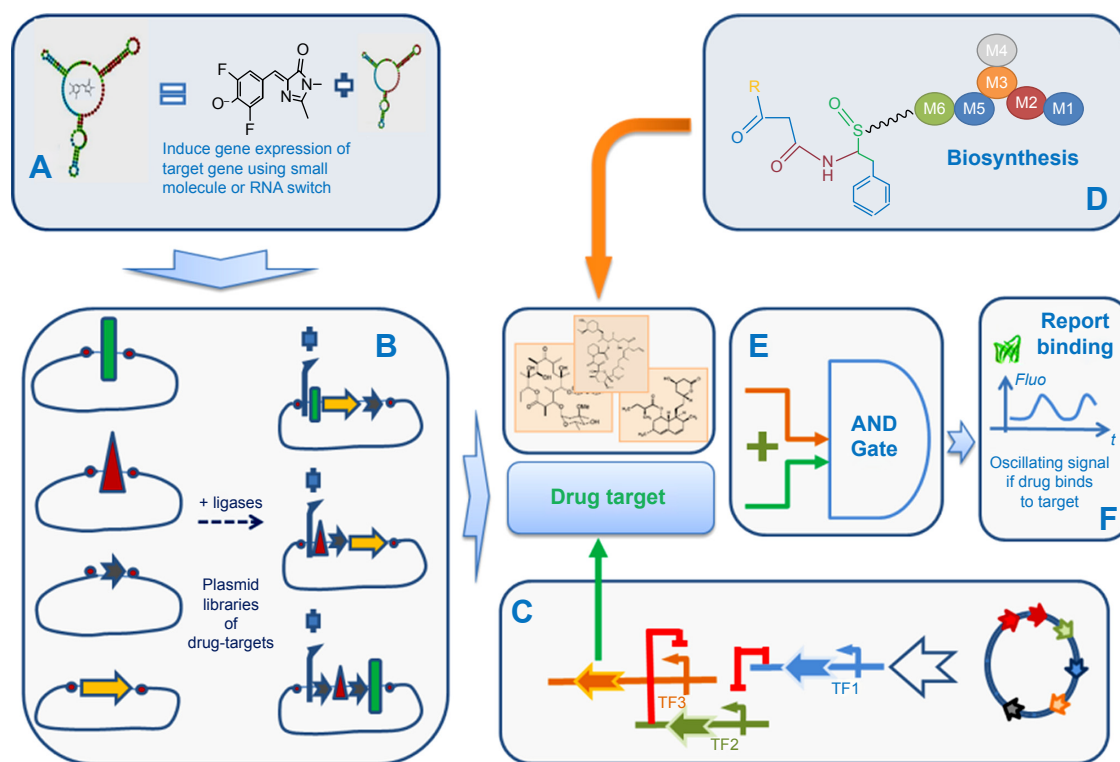 A
O
F
F
O
N
N
Induce gene expression of
target gene using small
molecule or RNA switch
R
O
O
NH
O
S
M6
M5
M4
M3
M2
M1
Biosynthesis
D
B
+ ligases
Plasmid
libraries
of
drug-targets
Drug target
E
+
AND
Gate
Report
binding
Fluo
t
Oscillating signal
if drug binds
to target
F
C
TF3
TF2
TF1